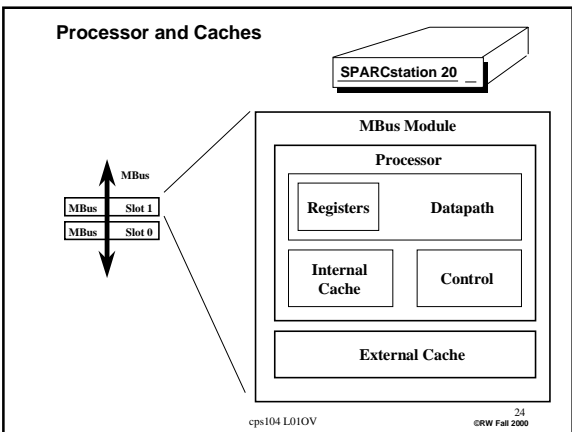 Processor and Caches
SPARCstation 20
MBus Module
Processor
MBus
MBus Slot 1
MBus Slot 0
Registers
Datapath
Internal
Cache
Control
External Cache
cps104 L01OV
24
©RW Fall 2000